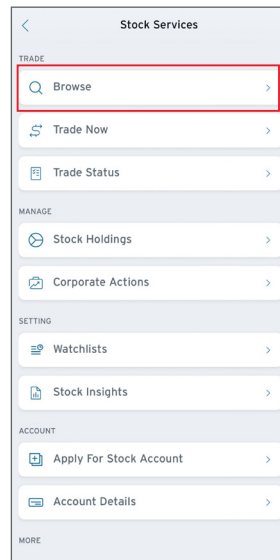 Stock Services
TRADE
Browse
Trade Now
Trade Status
MANAGE
Stock Holdings
Corporate Actions
SETTING
Watchlists
Stock Insights
ACCOUNT
Apply For Stock Account
Account Details
MORE